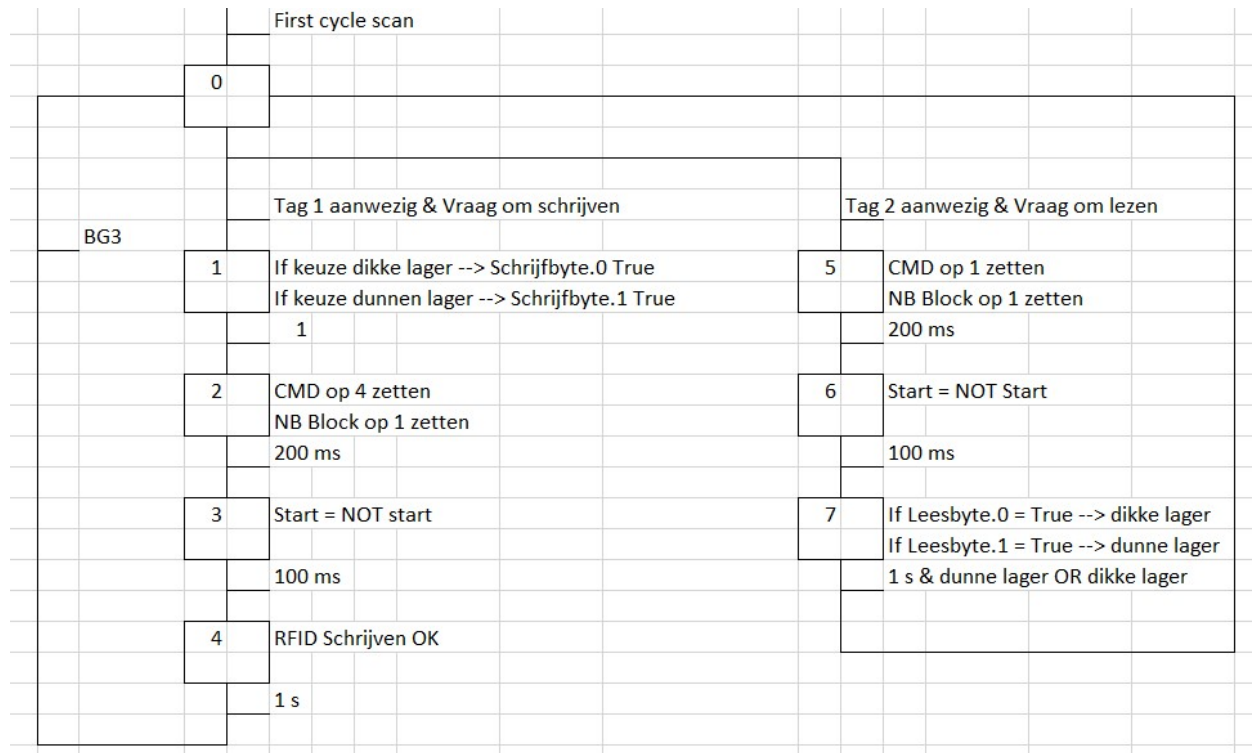 First cycle scan
0
Tag 1 aanwezig & Vraag om schrijven
Tag 2 aanwezig & Vraag om lezen
BG3
1
If keuze dikke lager --> Schrijfbyte.0 True
If keuze dunnen lager --> Schrijfbyte.1 True
1
5
CMD op 1 zetten
NB Block op 1 zetten
200 ms
2
CMD op 4 zetten
NB Block op 1 zetten
200 ms
6
Start = NOT Start
100 ms
3
Start = NOT start
100 ms
7
If Leesbyte.0 = True --> dikke lager
If Leesbyte.1 = True --> dunne lager
1 s & dunne lager OR dikke lager
4
RFID Schrijven OK
1 s